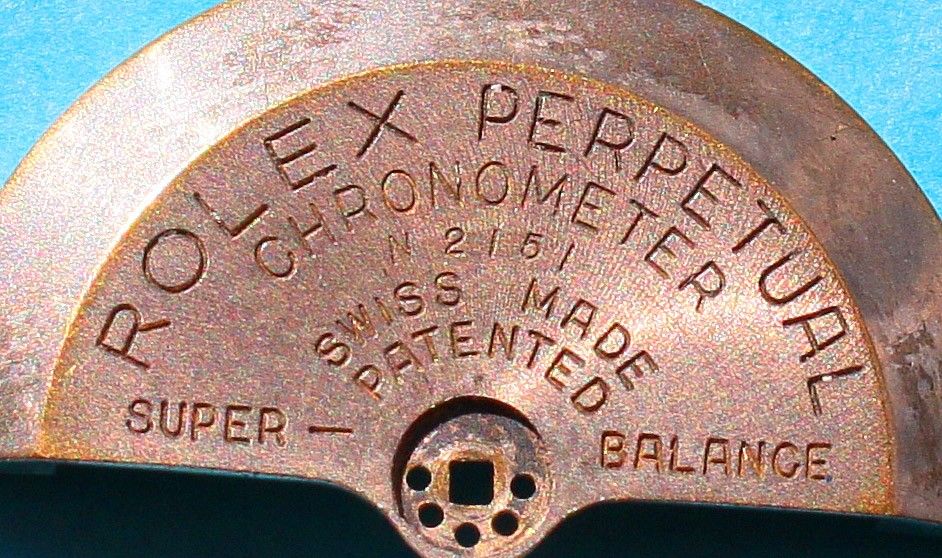 ROLEX PERPETUAL
CHRONOMETER
N 2151
SWISS MADE
PATENTED
SUPER - BALANCE